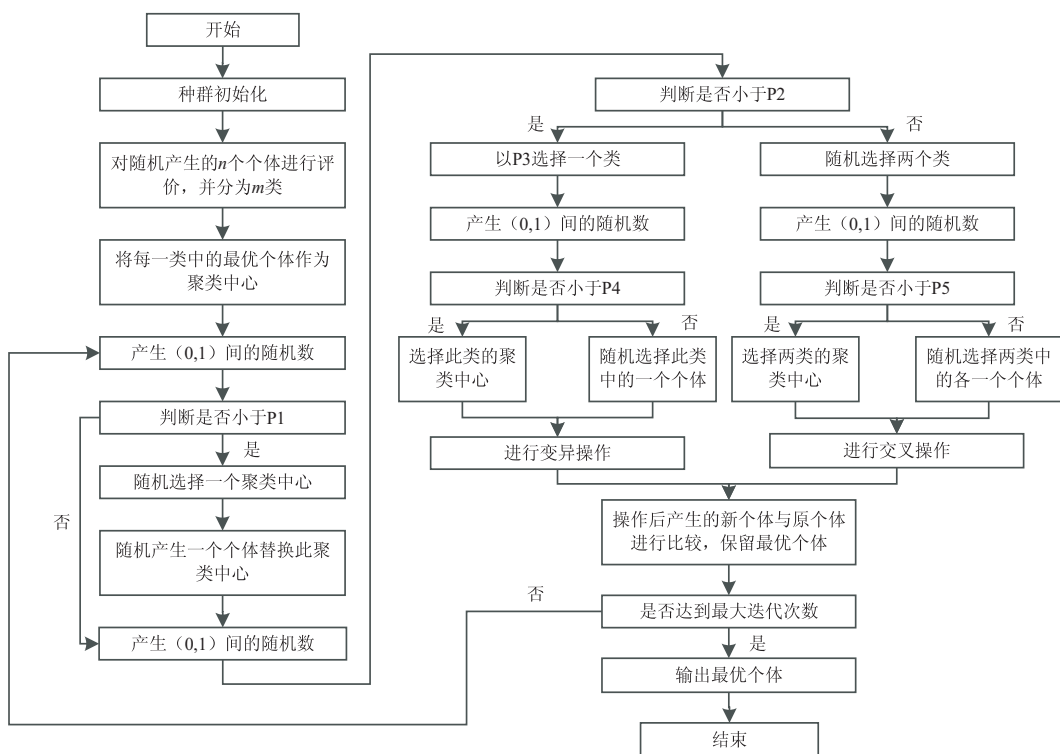 开始
种群初始化
对随机产生的n个个体进行评
价，并分为m类
将每一类中的最优个体作为
聚类中心
产生（0,1）间的随机数
判断是否小于P1
是
否
随机选择一个聚类中心
随机产生一个个体替换此聚
类中心
产生（0,1）间的随机数
判断是否小于P2
是
否
以P3选择一个类
随机选择两个类
产生（0,1）间的随机数
产生（0,1）间的随机数
判断是否小于P4
判断是否小于P5
是
否
是
否
选择此类的聚
类中心
随机选择此类
中的一个个体
选择两类的聚
类中心
随机选择两类中
的各一个个体
进行变异操作
进行交叉操作
操作后产生的新个体与原个体
进行比较，保留最优个体
否
是否达到最大迭代次数
是
输出最优个体
结束